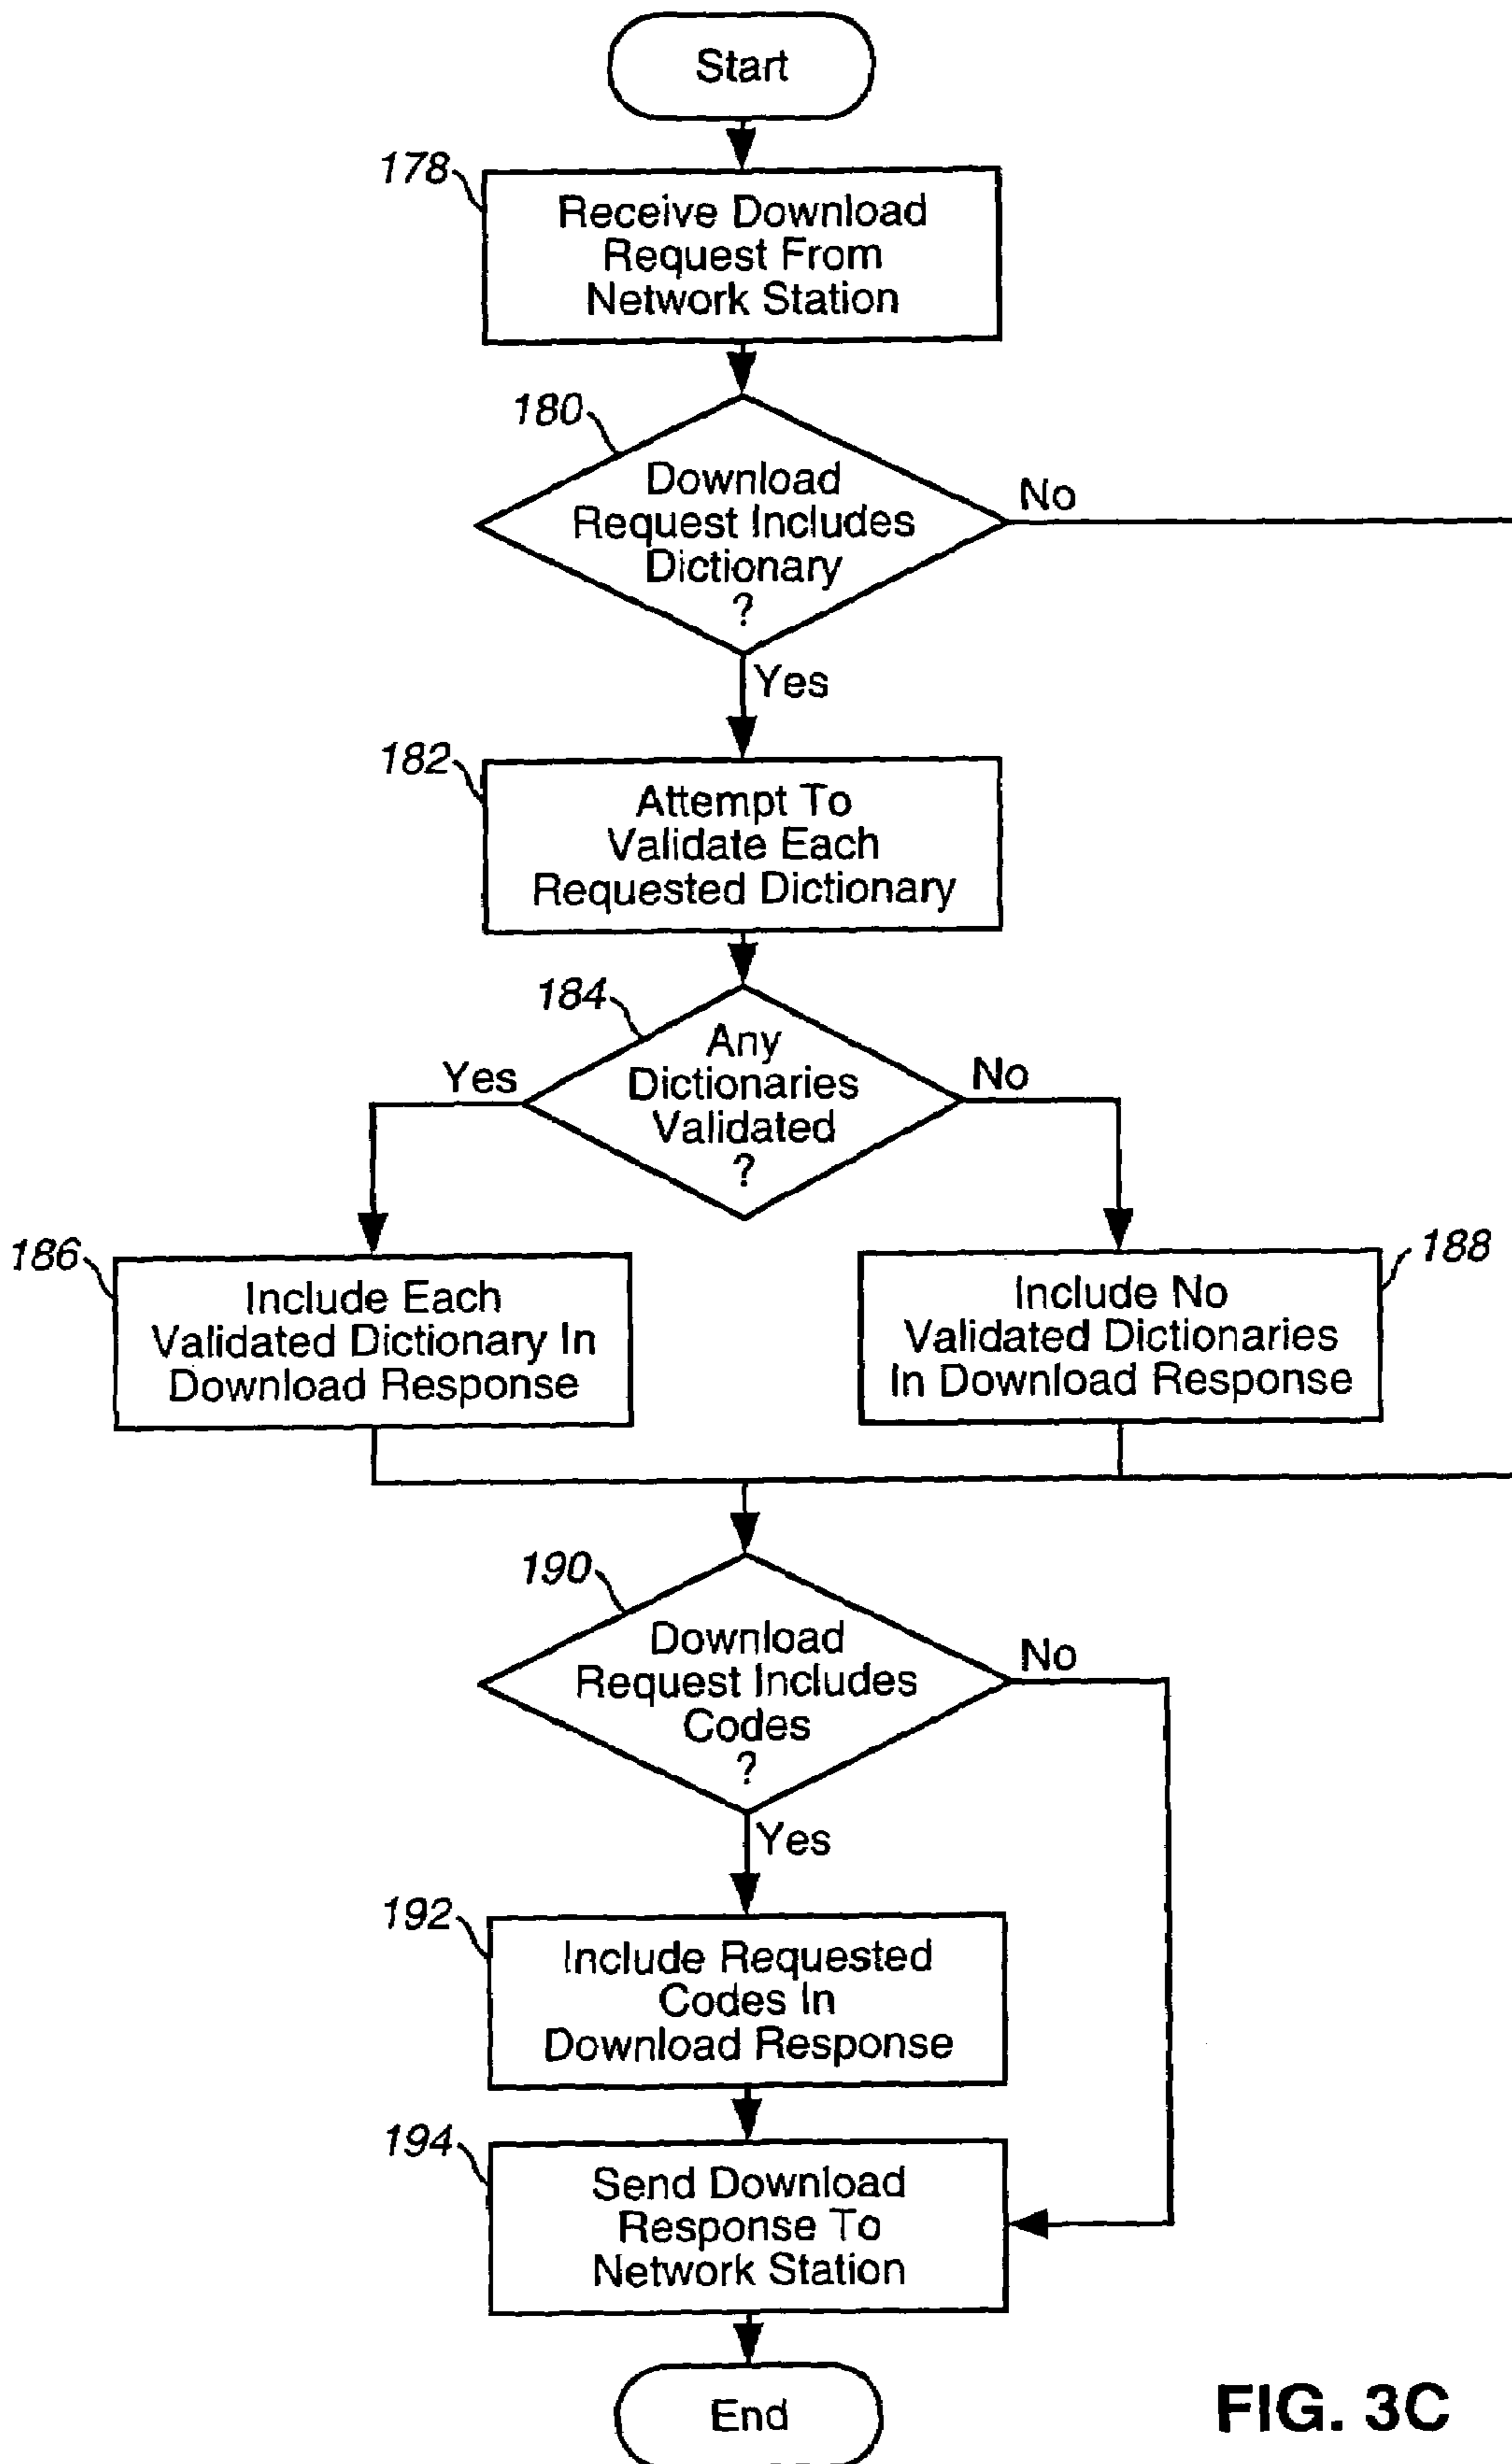 Start
178
Receive Download
Request From
Network Station
180
Download
Request Includes
Dictionary
?
No
Yes
182
Attempt To
Validate Each
Requested Dictionary
184
Any
Dictionaries
Validated
?
Yes
No
186
Include Each
Validated Dictionary In
Download Response
188
Include No
Validated Dictionaries
In Download Response
190
Download
Request Includes
Codes
?
No
Yes
192
Include Requested
Codes In
Download Response
194
Send Download
Response To
Network Station
End
FIG. 3C